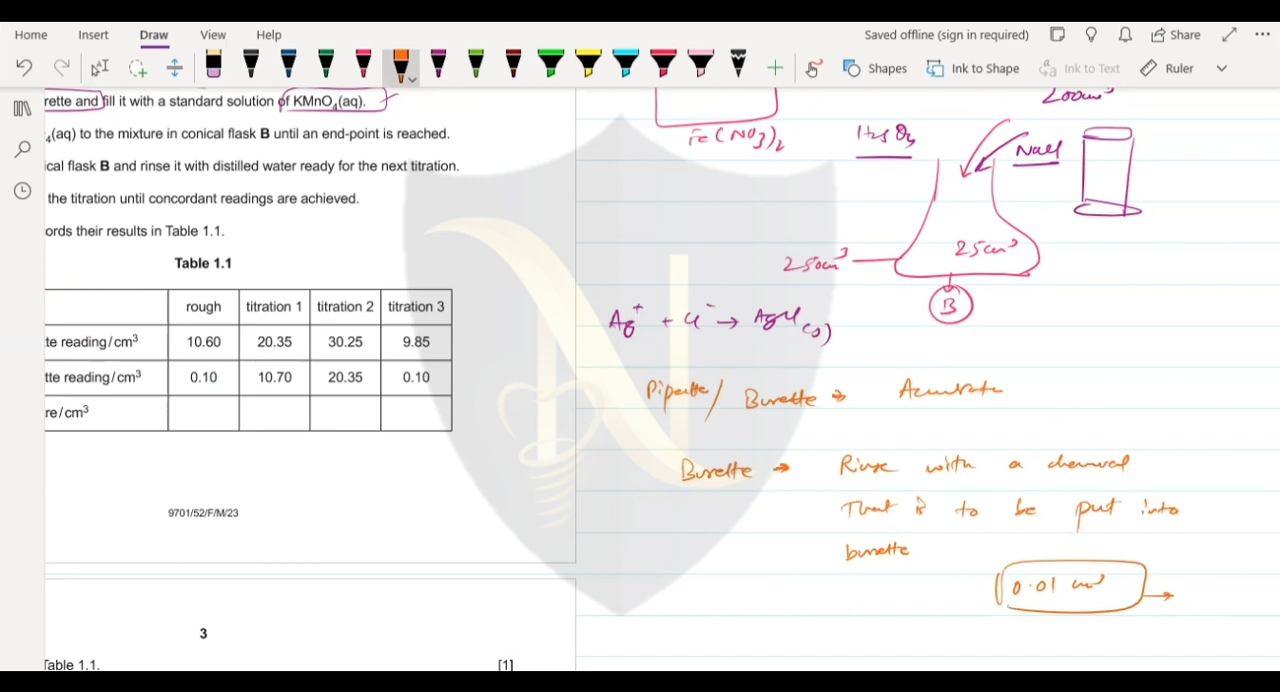 Home Insert Draw View Help
Saved offline (sign in required) Share
Shapes Ink to Shape Ink to Text Ruler
rette and fill it with a standard solution of KMnO₄(aq).
₄(aq) to the mixture in conical flask B until an end-point is reached.
ical flask B and rinse it with distilled water ready for the next titration.
the titration until concordant readings are achieved.
ords their results in Table 1.1.
Table 1.1
rough titration 1 titration 2 titration 3
te reading/cm³ 10.60 20.35 30.25 9.85
tte reading/cm³ 0.10 10.70 20.35 0.10
re/cm³
9701/52/F/M/23
3
Table 1.1. [1]
200cm³
Fe(NO3)2
NaCl
250cm³
25cm³
B
Ag⁺ + Cl⁻ → AgCl(s)
Burette → Accurate
Burette → Rinse with a chemical
That is to be put into
burette
0.01
N